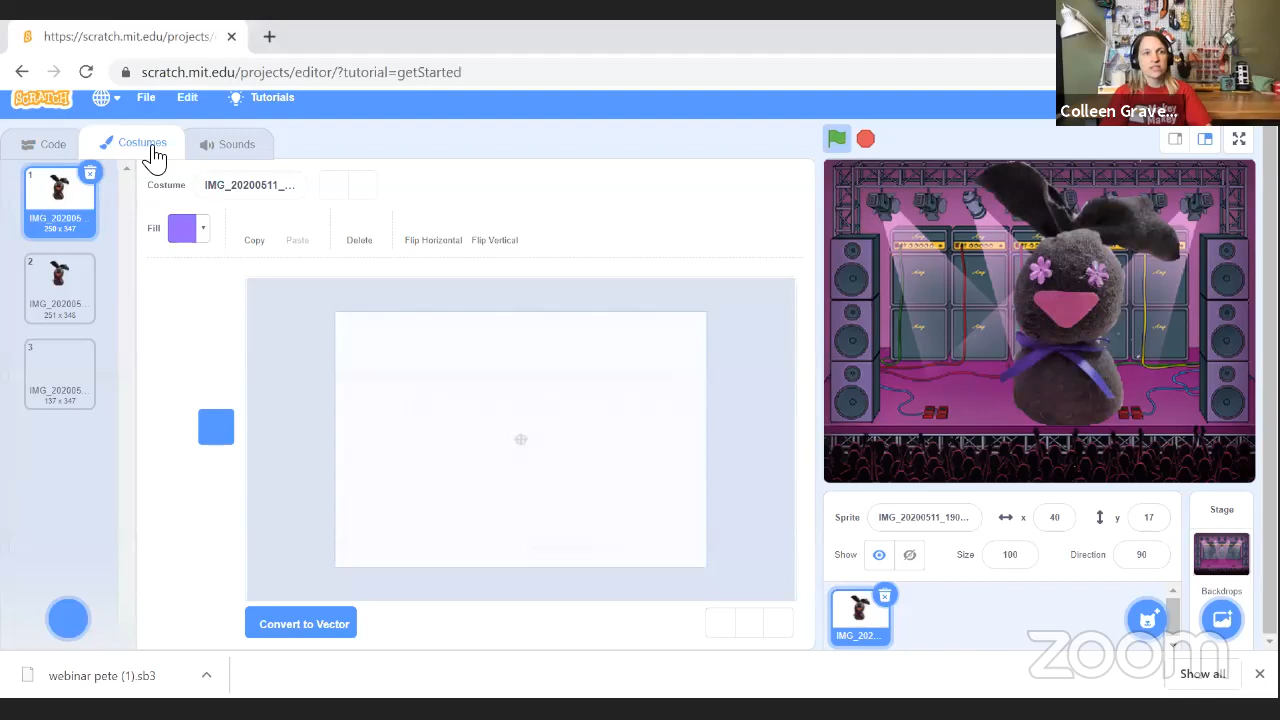 https://scratch.mit.edu/projects/
scratch.mit.edu/projects/editor/?tutorial=getStarted
SCRATCH
File
Edit
Tutorials
Colleen Grave...
Makey
Makey
Code
Costumes
Sounds
1
IMG_202005...
250 x 347
2
IMG_202005...
3
IMG_202005...
137 x 347
Costume
IMG_20200511_...
Fill
Copy
Paste
Delete
Flip Horizontal
Flip Vertical
Convert to Vector
Sprite
IMG_20200511_190...
x
40
y
17
Show
Size
100
Direction
90
Stage
Backdrops
IMG_202...
zoom
webinar pete (1).sb3
Show all